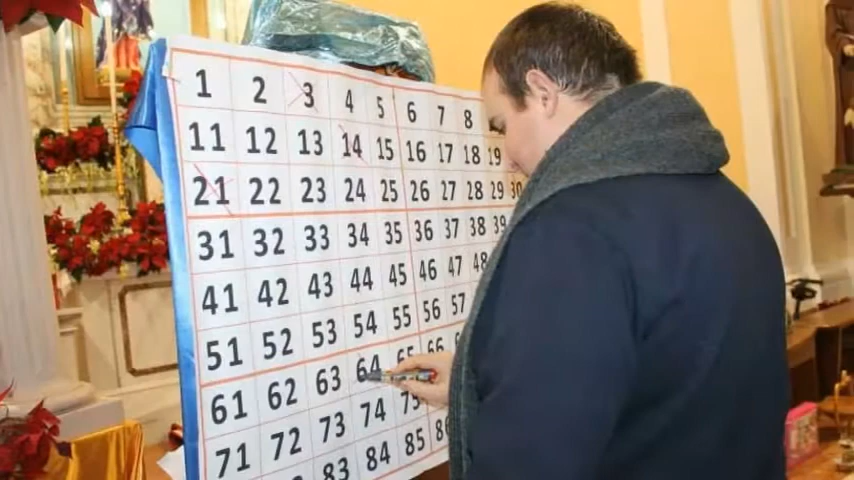 1 2 3 4 5 6 7 8
11 12 13 14 15 16 17 18 19
21 22 23 24 25 26 27 28 29 30
31 32 33 34 35 36 37 38 39
41 42 43 44 45 46 47 48
51 52 53 54 55 56 57
61 62 63 64 65 66
71 72 73 74
83 84 85